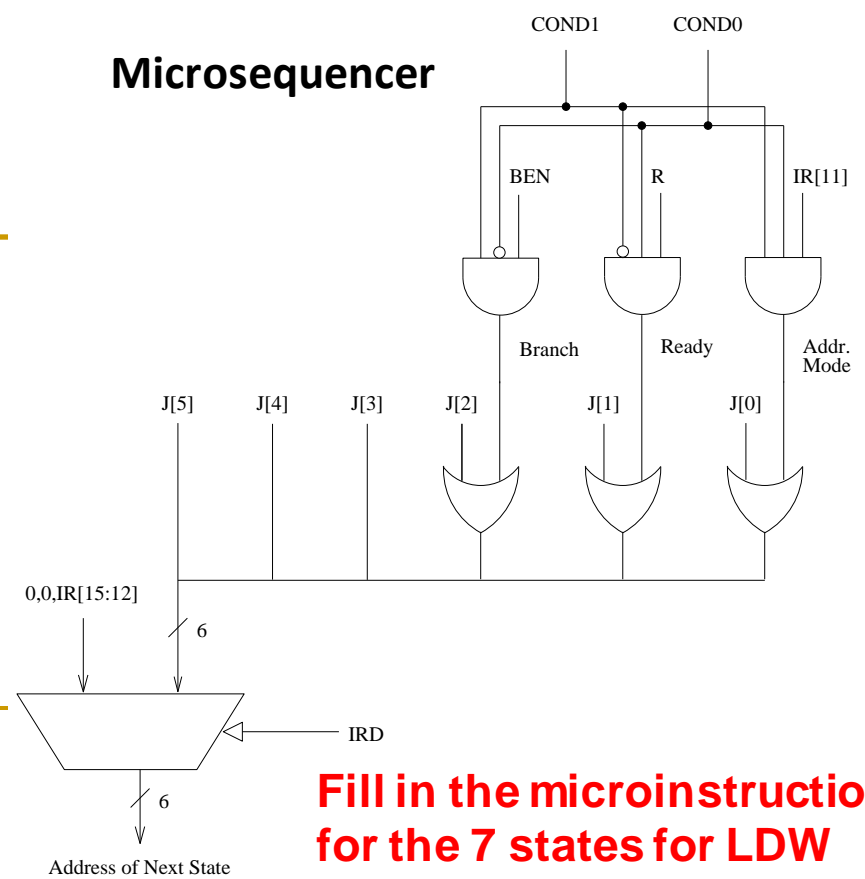 COND1 COND0
Microsequencer
BEN R IR[11]
Branch Ready Addr.
Mode
J[5] J[4] J[3] J[2] J[1] J[0]
0,0,IR[15:12]
6
IRD
6
Fill in the microinstructio
for the 7 states for LDW
Address of Next State